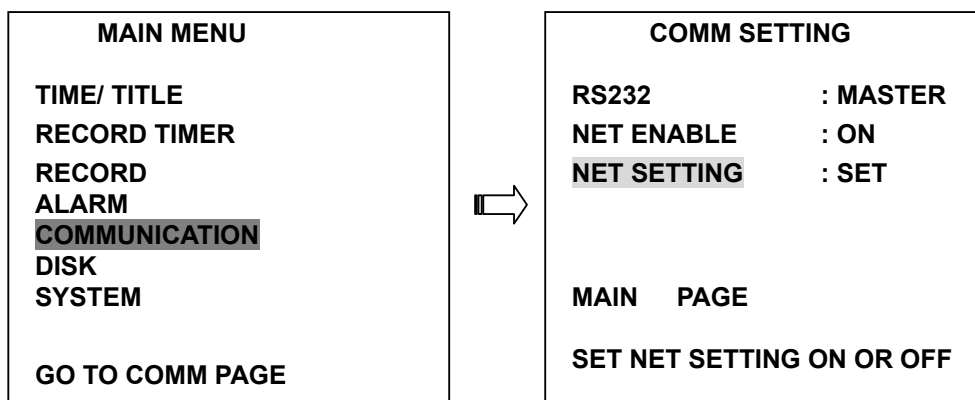 MAIN MENU
TIME/ TITLE
RECORD TIMER
RECORD
ALARM
COMMUNICATION
DISK
SYSTEM
GO TO COMM PAGE
COMM SETTING
RS232 : MASTER
NET ENABLE : ON
NET SETTING : SET
MAIN PAGE
SET NET SETTING ON OR OFF